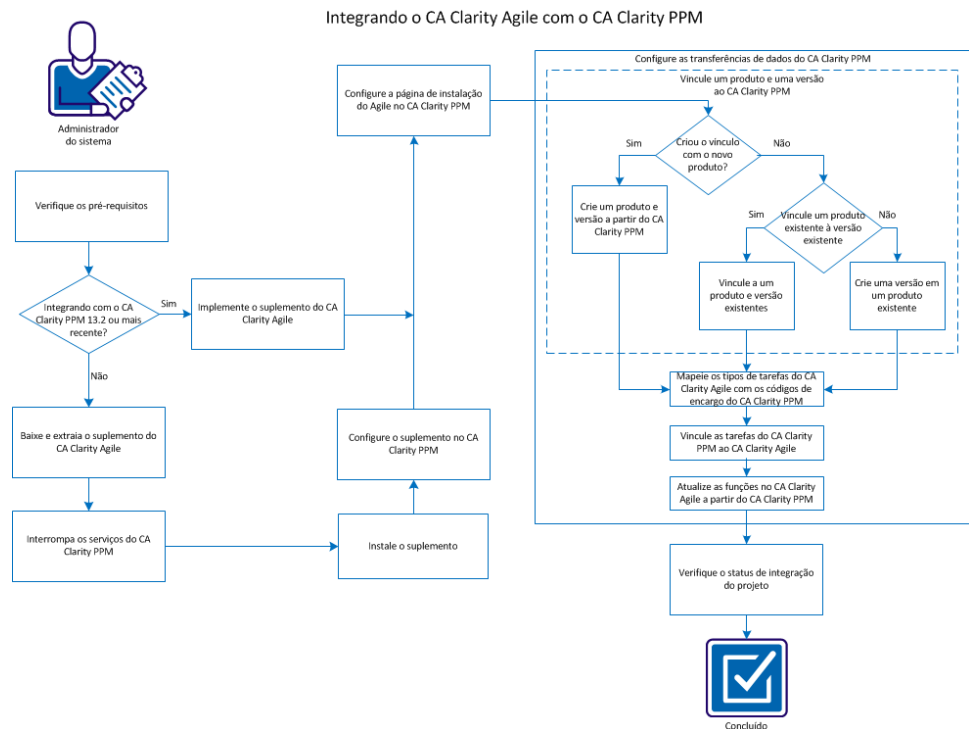 Integrando o CA Clarity Agile com o CA Clarity PPM
Administrador
do sistema
Verifique os pré-requisitos
Integrando com o CA
Clarity PPM 13.2 ou mais
recente?
Sim
Não
Implemente o suplemento do CA
Clarity Agile
Baixe e extraia o suplemento do
CA Clarity Agile
Interrompa os serviços do CA
Clarity PPM
Instale o suplemento
Configure o suplemento no CA
Clarity PPM
Configure a página de instalação
do Agile no CA Clarity PPM
Configure as transferências de dados do CA Clarity PPM
Vincule um produto e uma versão
ao CA Clarity PPM
Criou o vínculo
com o novo
produto?
Sim
Não
Crie um produto e
versão a partir do CA
Clarity PPM
Vincule um produto
existente à versão
existente
Sim
Não
Vincule a um
produto e versão
existentes
Crie uma versão em
um produto
existente
Mapeie os tipos de tarefas do CA
Clarity Agile com os códigos de
encargo do CA Clarity PPM
Vincule as tarefas do CA Clarity
PPM ao CA Clarity Agile
Atualize as funções no CA Clarity
Agile a partir do CA Clarity PPM
Verifique o status de integração
do projeto
Concluído